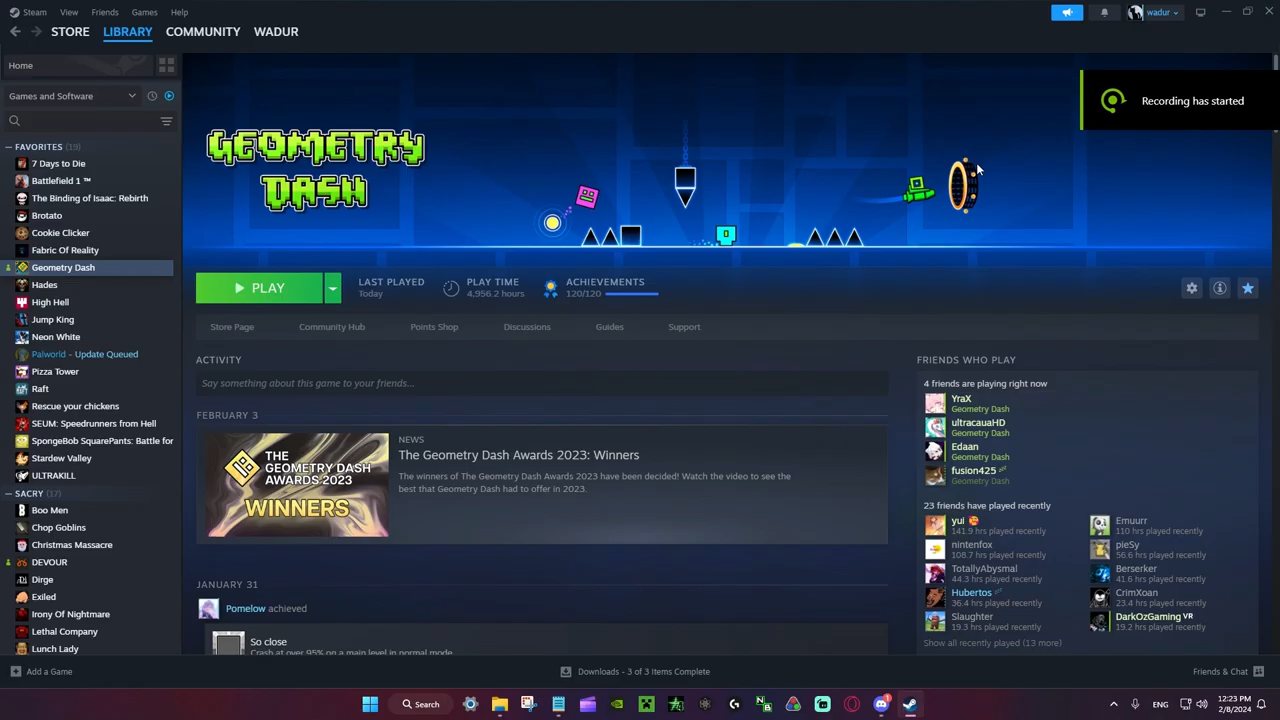 Steam View Friends Games Help
wadur
STORE LIBRARY COMMUNITY WADUR
Home
Recording has started
Games and Software
FAVORITES (19)
7 Days to Die
Battlefield 1 ™
The Binding of Isaac: Rebirth
Brotato
Cookie Clicker
Fabric Of Reality
Geometry Dash
Hades
High Hell
Jump King
Neon White
Palworld - Update Queued
Pizza Tower
Raft
Rescue your chickens
SEUM: Speedrunners from Hell
SpongeBob SquarePants: Battle for
Stardew Valley
ULTRAKILL
SACRY (17)
Boo Men
Chop Goblins
Christmas Massacre
DEVOUR
Dirge
Exiled
Irony Of Nightmare
Lethal Company
Lunch Lady
GEOMETRY
DASH
PLAY
LAST PLAYED
Today
PLAY TIME
4,956.2 hours
ACHIEVEMENTS
120/120
Store Page Community Hub Points Shop Discussions Guides Support
ACTIVITY
Say something about this game to your friends...
FEBRUARY 3
THE
GEOMETRY DASH
AWARDS.2023
WINNERS
NEWS
The Geometry Dash Awards 2023: Winners
The winners of The Geometry Dash Awards 2023 have been decided! Watch the video to see the
best that Geometry Dash had to offer in 2023.
JANUARY 31
Pomelow achieved
So close
Crash at over 95% on a main level in normal mode
FRIENDS WHO PLAY
4 friends are playing right now
YraX
Geometry Dash
ultracauaHD
Geometry Dash
Edaan
Geometry Dash
fusion425 zz
Geometry Dash
23 friends have played recently
yui
141.9 hrs played recently
Emuurr
110 hrs played recently
nintenfox
108.7 hrs played recently
pieSy
56.6 hrs played recently
TotallyAbysmal
44.3 hrs played recently
Berserker
41.6 hrs played recently
Hubertos zz
36.4 hrs played recently
CrimXoan
23.4 hrs played recently
Slaughter
19.3 hrs played recently
DarkOzGaming VR
19.2 hrs played recently
Show all recently played (13 more)
Add a Game
Downloads - 3 of 3 Items Complete
Friends & Chat
Search
12:23 PM
2/8/2024